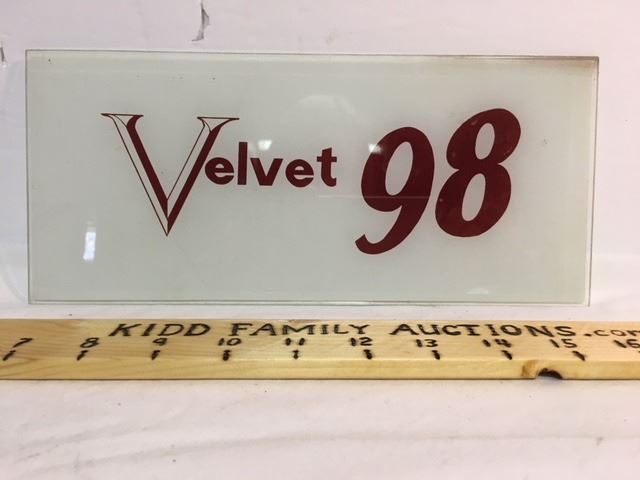 Velvet 98
KIDD FAMILY AUCTIONS.com
7 8 9 10 11 12 13 14 15 16